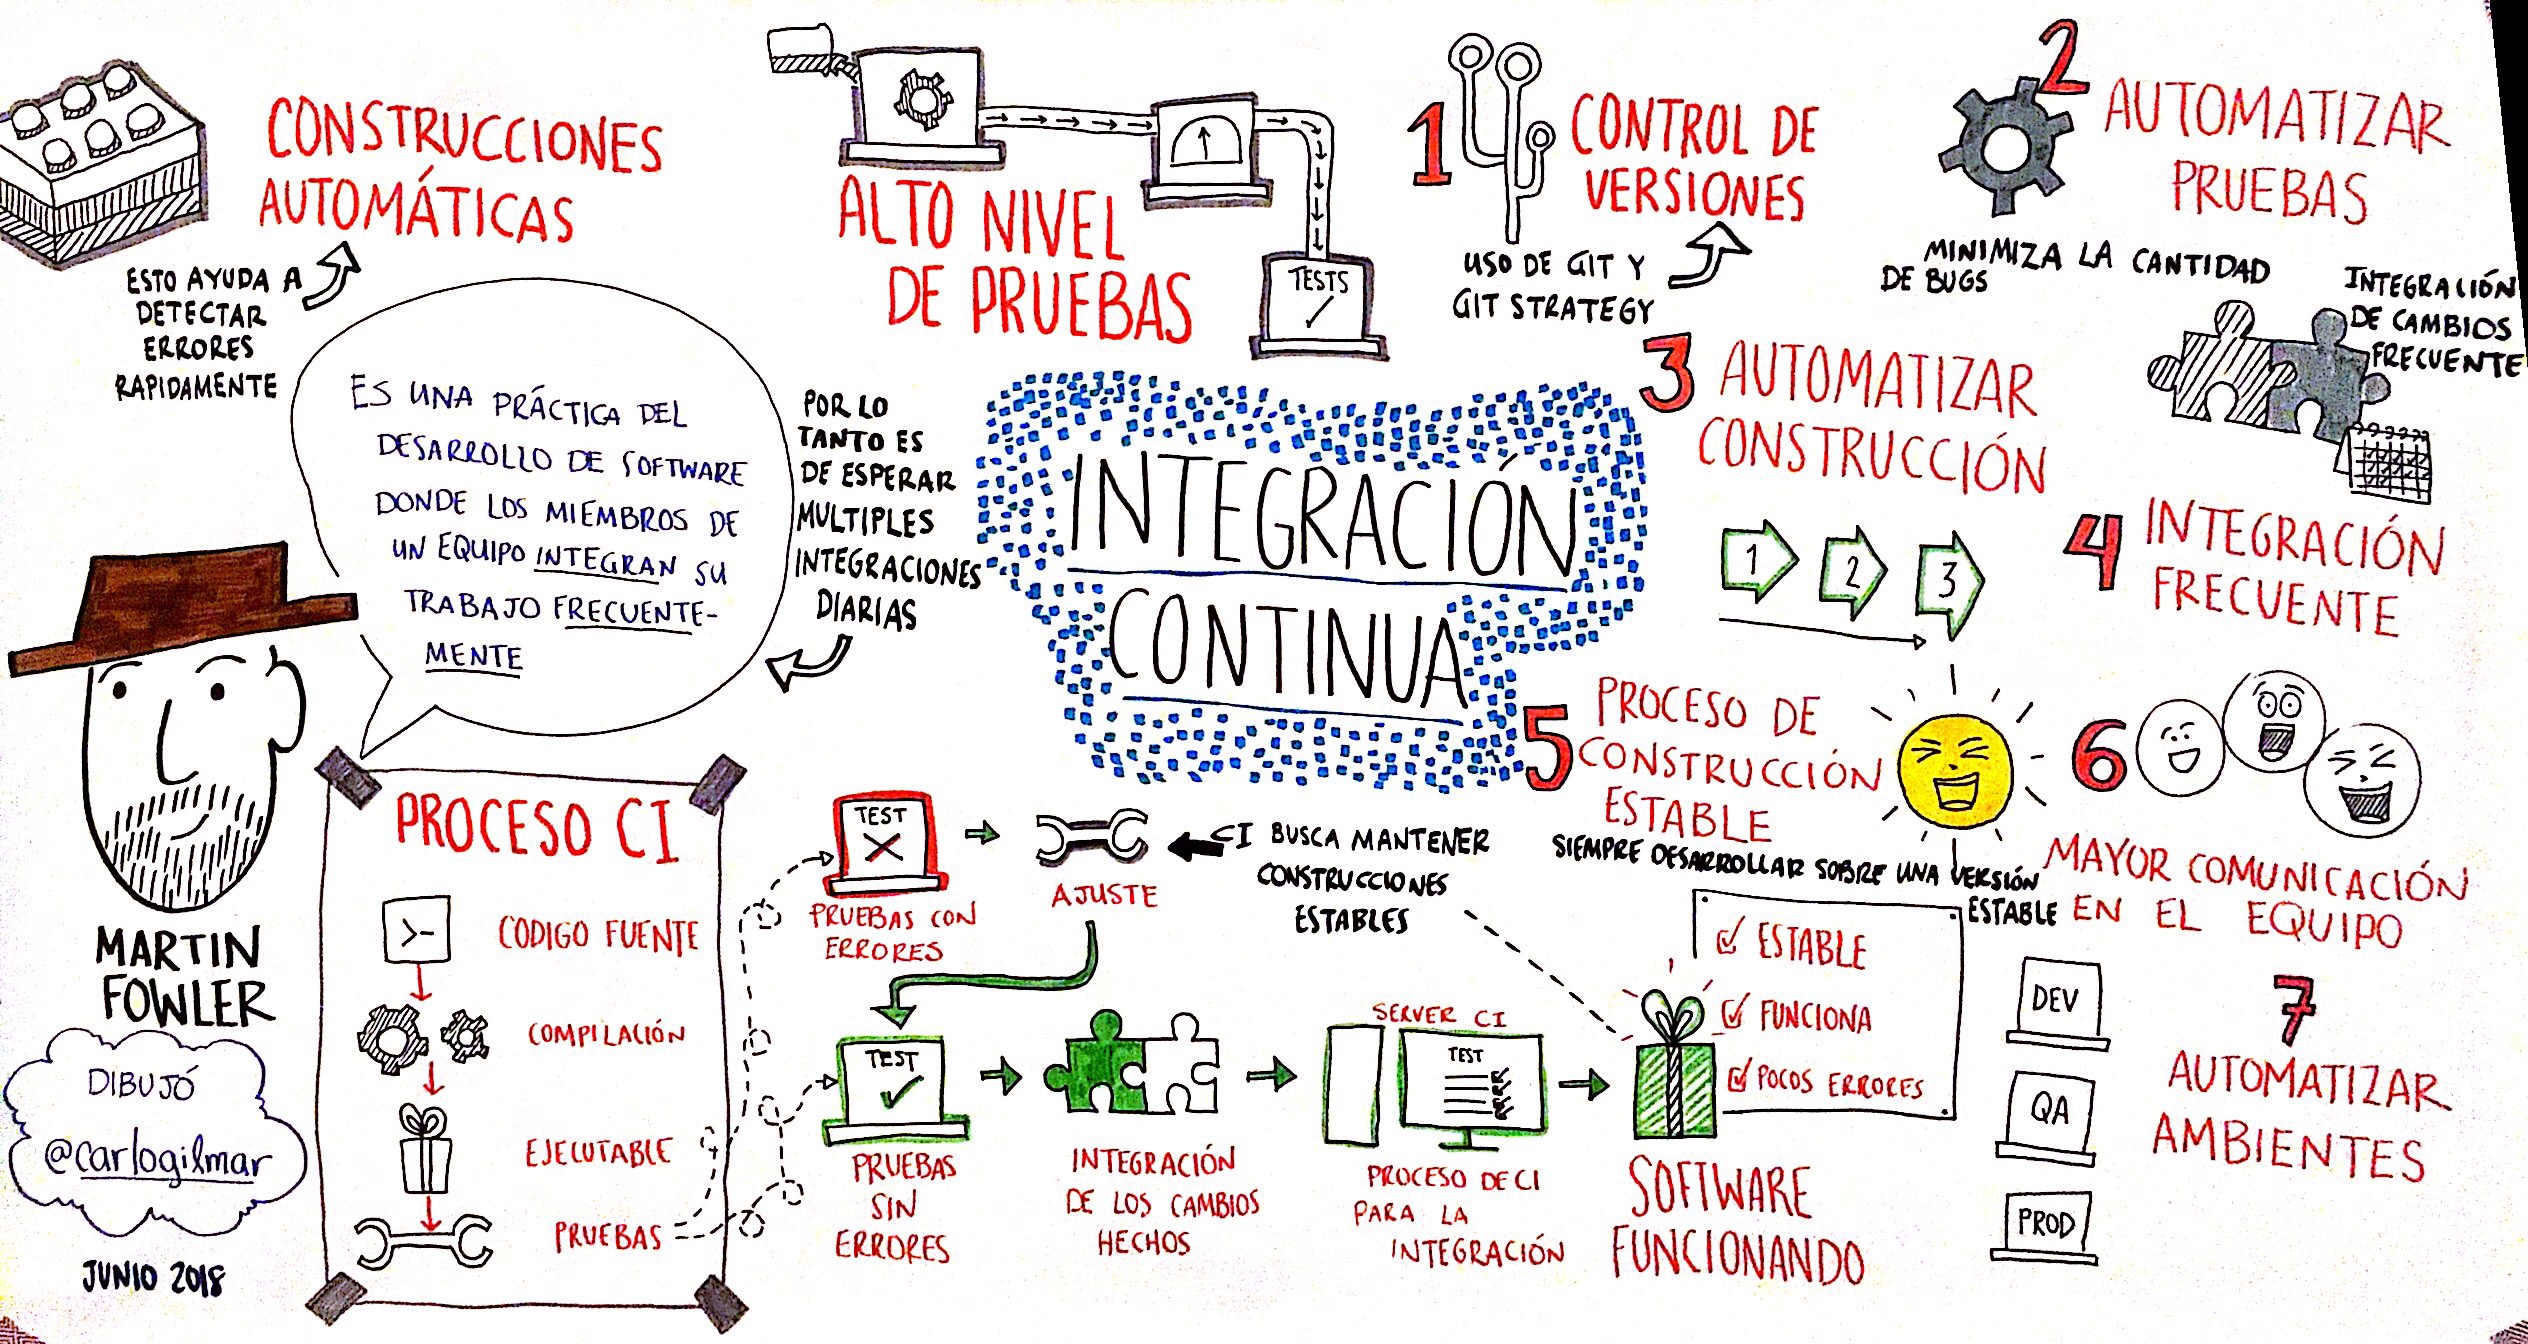 CONSTRUCCIONES
AUTOMÁTICAS
ESTO AYUDA A
DETECTAR
ERRORES
RAPIDAMENTE
ALTO NIVEL
DE PRUEBAS
TESTS
1
CONTROL DE
VERSIONES
USO DE GIT Y
GIT STRATEGY
2
AUTOMATIZAR
PRUEBAS
MINIMIZA LA CANTIDAD
DE BUGS
3
AUTOMATIZAR
CONSTRUCCIÓN
1
2
3
INTEGRACIÓN
DE CAMBIOS
FRECUENTE
4
INTEGRACIÓN
FRECUENTE
ES UNA PRÁCTICA DEL
DESARROLLO DE SOFTWARE
DONDE LOS MIEMBROS DE
UN EQUIPO INTEGRAN SU
TRABAJO FRECUENTE-
MENTE
POR LO
TANTO ES
DE ESPERAR
MULTIPLES
INTEGRACIONES
DIARIAS
INTEGRACIÓN
CONTINUA
5
PROCESO DE
CONSTRUCCIÓN
ESTABLE
SIEMPRE DESARROLLAR SOBRE UNA VERSIÓN
ESTABLE
6
MAYOR COMUNICACIÓN
EN EL EQUIPO
MARTIN
FOWLER
DIBUJÓ
@carlogilmar
JUNIO 2018
PROCESO CI
>-
CODIGO FUENTE
COMPILACIÓN
EJECUTABLE
PRUEBAS
TEST
PRUEBAS CON
ERRORES
AJUSTE
CI BUSCA MANTENER
CONSTRUCCIONES
ESTABLES
TEST
PRUEBAS
SIN
ERRORES
INTEGRACIÓN
DE LOS CAMBIOS
HECHOS
SERVER CI
TEST
PROCESO DE CI
PARA LA
INTEGRACIÓN
ESTABLE
FUNCIONA
POCOS ERRORES
SOFTWARE
FUNCIONANDO
DEV
QA
PROD
7
AUTOMATIZAR
AMBIENTES